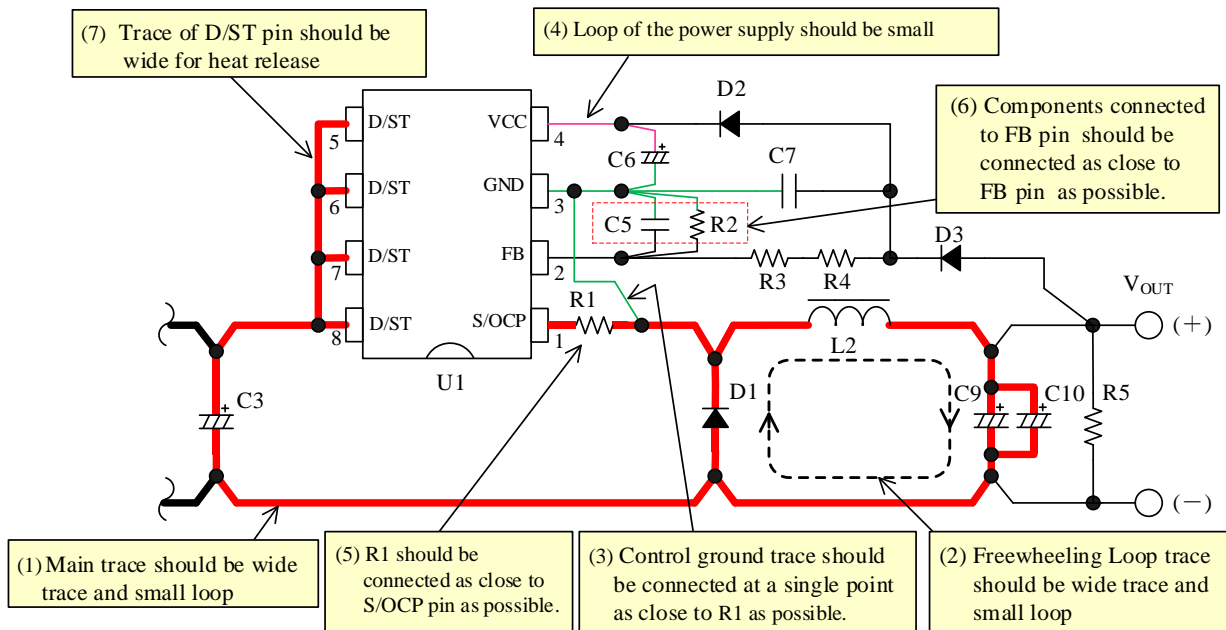 (7) Trace of D/ST pin should be
wide for heat release
(4) Loop of the power supply should be small
(6) Components connected
to FB pin should be
connected as close to
FB pin as possible.
D/ST
5
VCC
4
D2
C6
+
C7
D/ST
6
GND
3
C5
R2
D/ST
7
FB
2
R3
R4
D3
D/ST
8
S/OCP
1
R1
U1
VOUT
(+)
L2
C3
+
D1
C9
+
C10
+
R5
(−)
(1) Main trace should be wide
trace and small loop
(5) R1 should be
connected as close to
S/OCP pin as possible.
(3) Control ground trace should
be connected at a single point
as close to R1 as possible.
(2) Freewheeling Loop trace
should be wide trace and
small loop